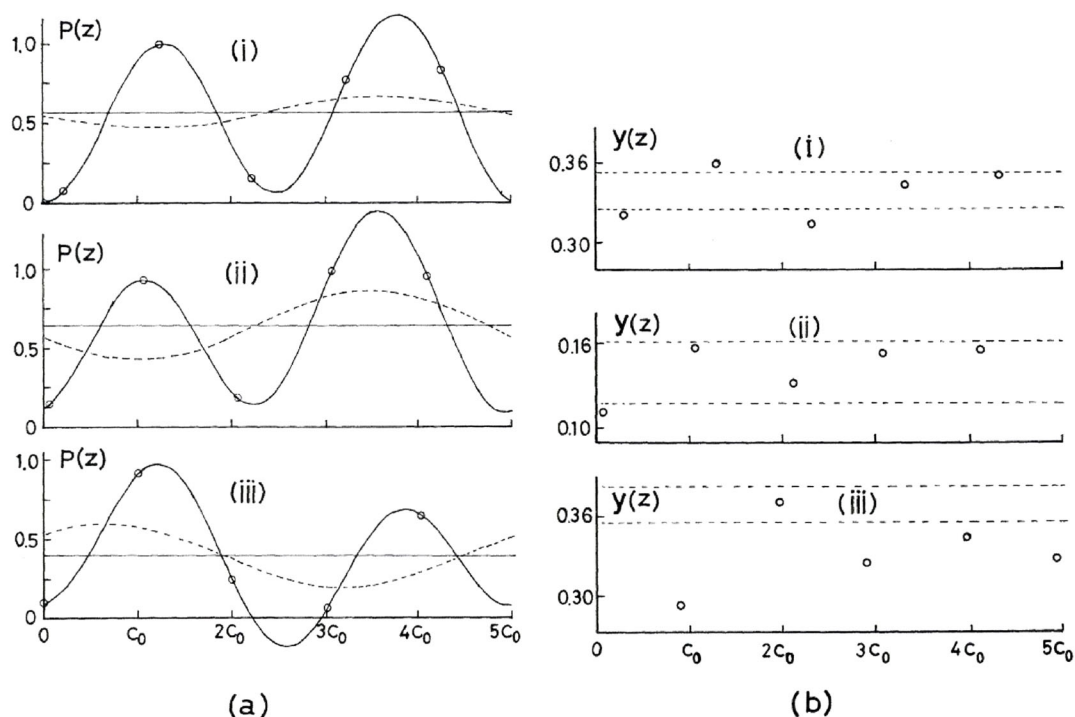 P(z)
(i)
1.0
0.5
0
P(z)
(ii)
1.0
0.5
0
P(z)
(iii)
1.0
0.5
0
0 C₀ 2C₀ 3C₀ 4C₀ 5C₀
(a)
y(z)
(i)
0.36
0.30
y(z)
(ii)
0.16
0.10
y(z)
(iii)
0.36
0.30
0 C₀ 2C₀ 3C₀ 4C₀ 5C₀
(b)